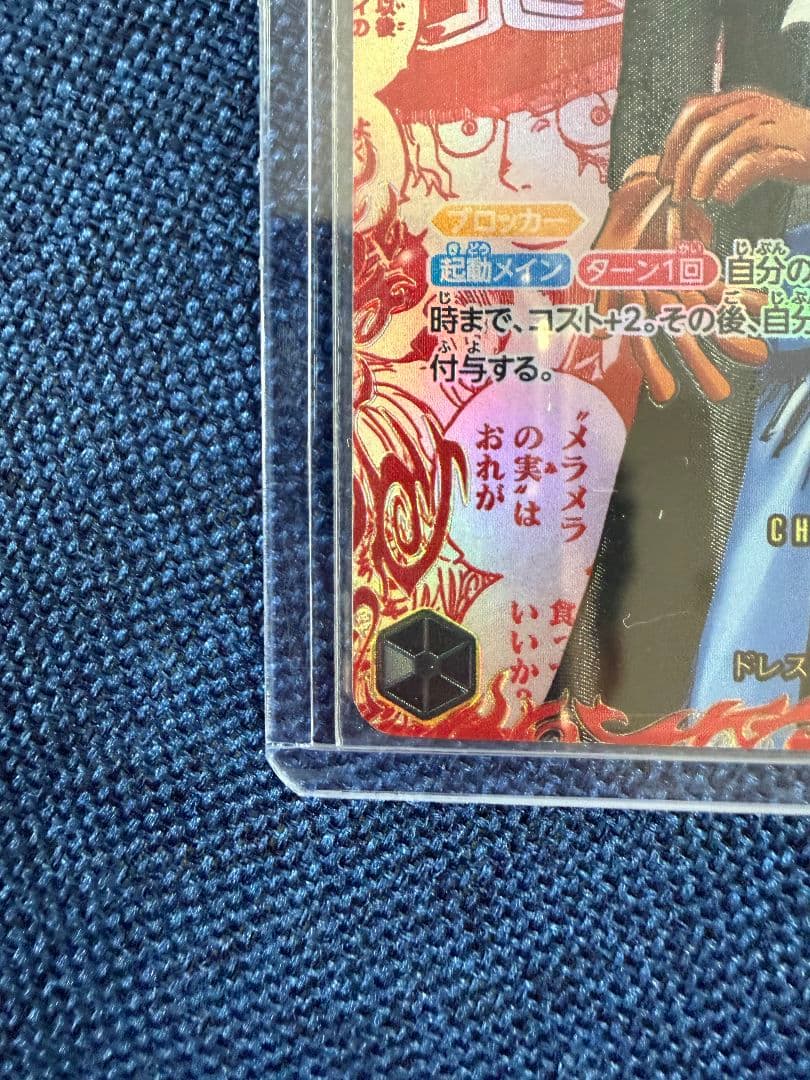 以後
ブロッカー
起動メイン ターン1回 自分の
時まで、コスト+2。その後、自分
付与する。
"メラメラ
の実"は
おれが
いいか?
CH
ドレス